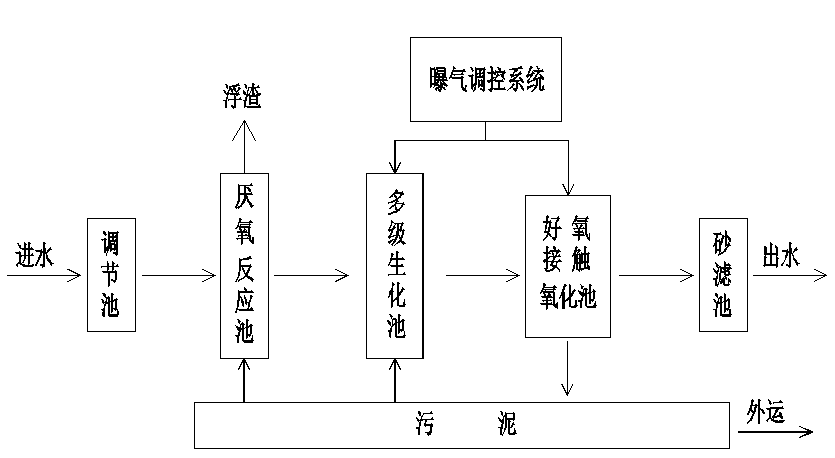 曝气调控系统
浮渣
进水
调节池
厌氧反应池
多级生化池
好氧
接触
氧化池
砂滤池
出水
污泥
外运